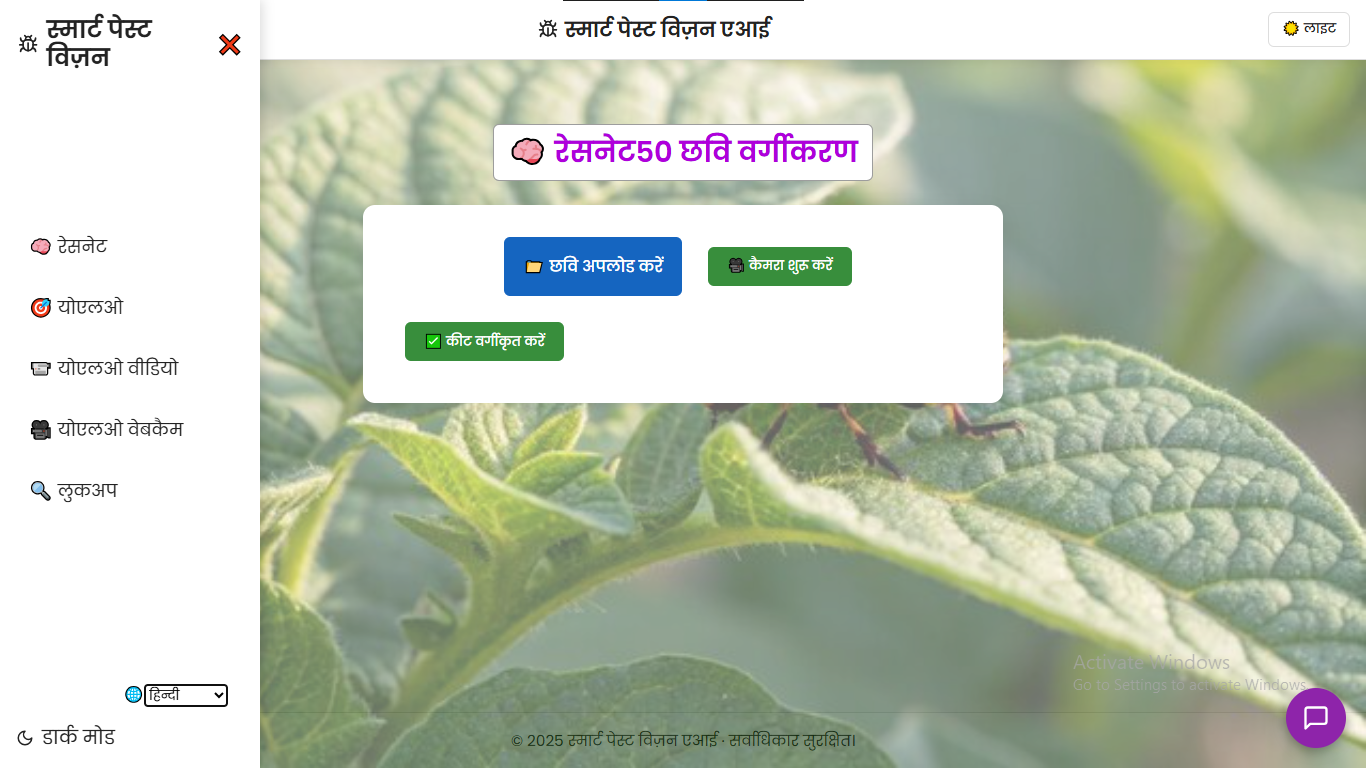 स्मार्ट पेस्ट
विज़न
स्मार्ट पेस्ट विज़न एआई
लाइट
रेसनेट50 छवि वर्गीकरण
छवि अपलोड करें
कैमरा शुरू करें
कीट वर्गीकृत करें
रेसनेट
योएलओ
योएलओ वीडियो
योएलओ वेबकैम
लुकअप
हिन्दी
डार्क मोड
Activate Windows
Go to Settings to activate Windows.
© 2025 स्मार्ट पेस्ट विज़न एआई · सर्वाधिकार सुरक्षित।